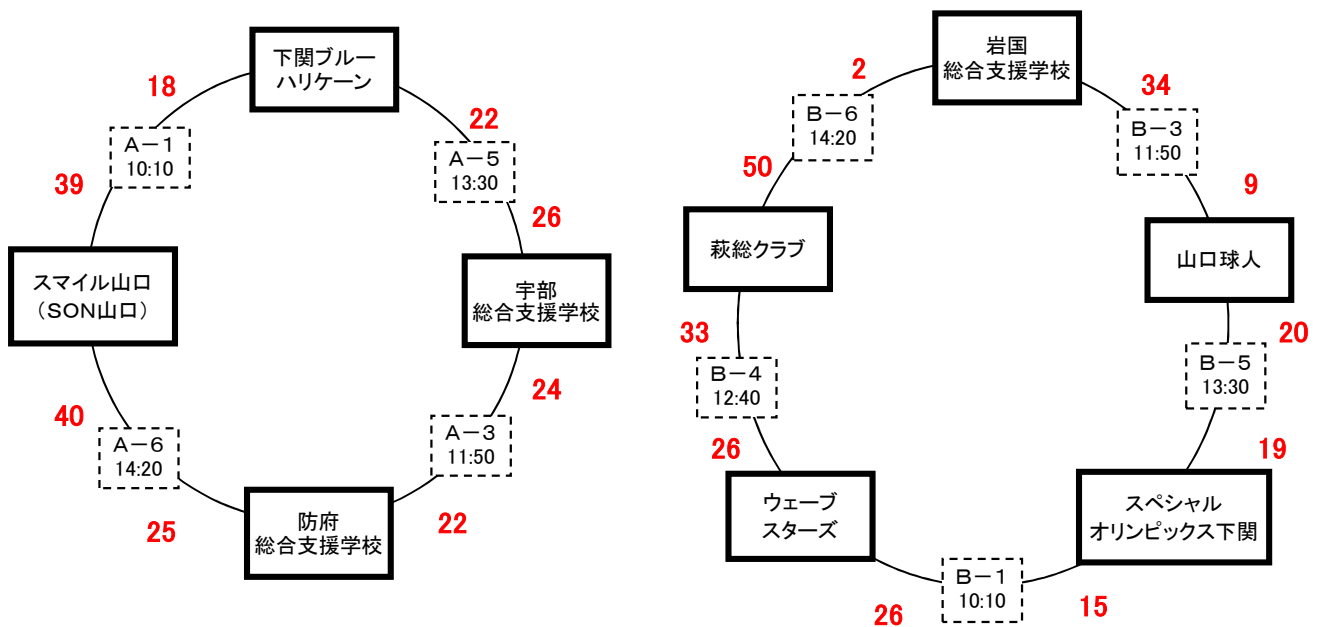 下関ブルー
ハリケーン
18
22
A－1
10:10
A－5
13:30
39
26
スマイル山口
（SON山口）
宇部
総合支援学校
40
24
A－6
14:20
A－3
11:50
25
22
防府
総合支援学校
岩国
総合支援学校
2
34
B－6
14:20
B－3
11:50
50
9
萩総クラブ
山口球人
33
20
B－4
12:40
B－5
13:30
26
19
ウェーブ
スターズ
スペシャル
オリンピックス下関
B－1
10:10
26
15